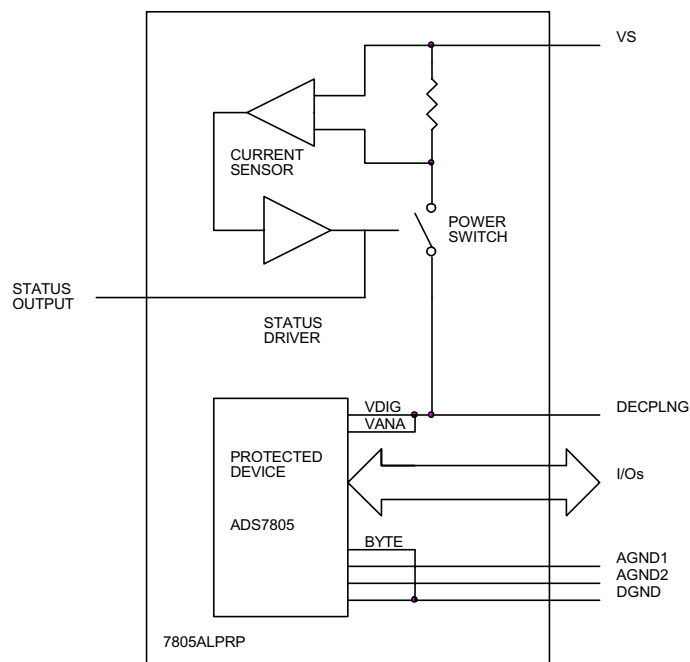 VS
CURRENT
SENSOR
POWER
SWITCH
STATUS
OUTPUT
STATUS
DRIVER
VDIG
VANA
DECPLNG
PROTECTED
DEVICE
ADS7805
I/Os
BYTE
AGND1
AGND2
DGND
7805ALPRP